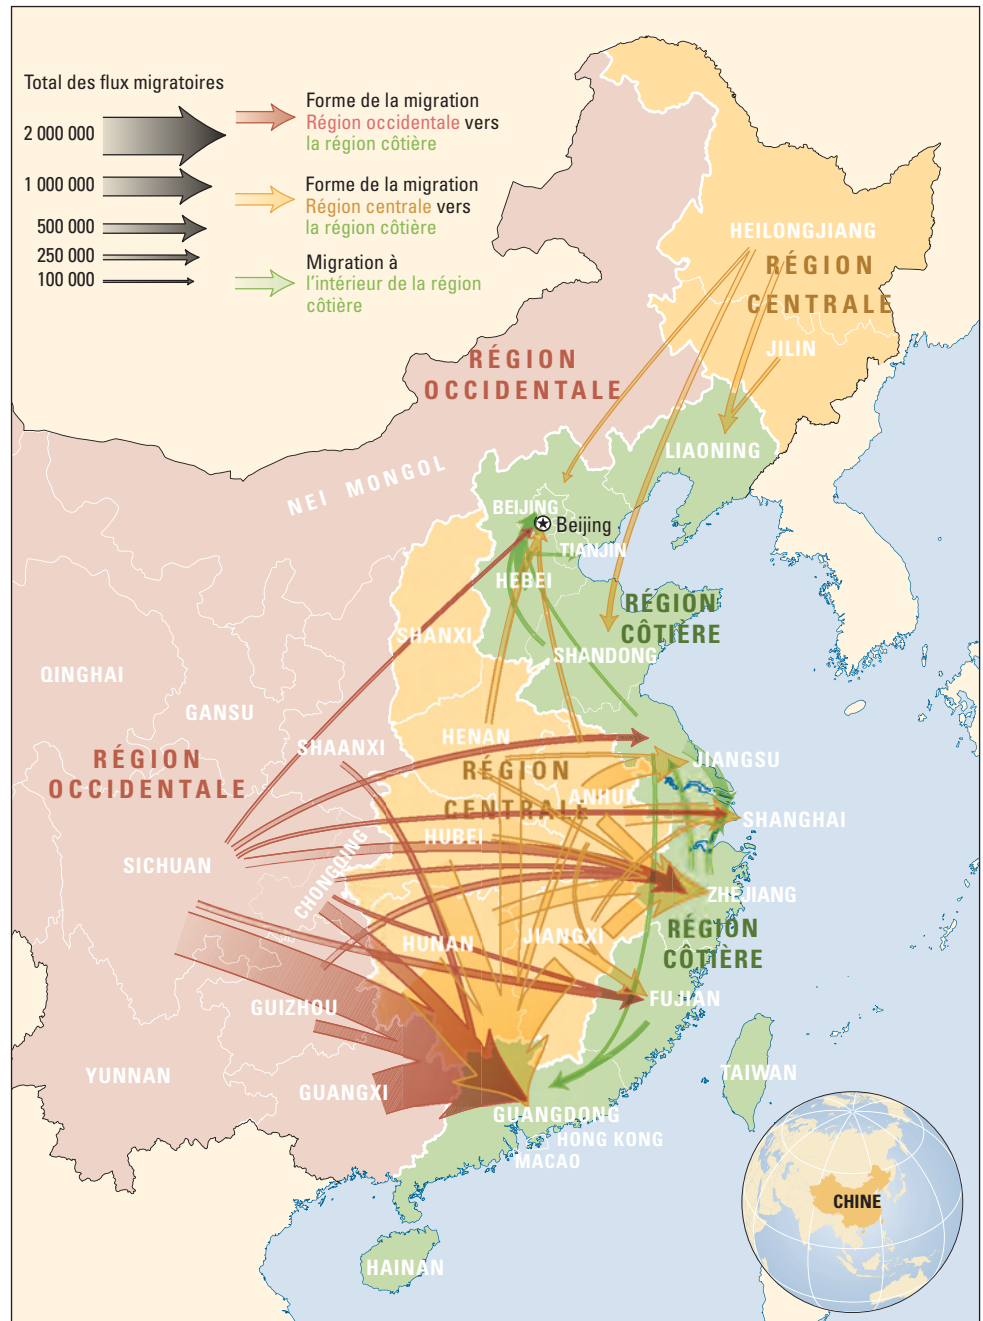 Total des flux migratoires
2 000 000
1 000 000
500 000
250 000
100 000
Forme de la migration
Région occidentale vers
la région côtière
Forme de la migration
Région centrale vers
la région côtière
Migration à
l'intérieur de la région
côtière
HEILONGJIANG
RÉGION
CENTRALE
JILIN
RÉGION
OCCIDENTALE
LIAONING
NEI MONGOL
BEIJING
Beijing
TIANJIN
HEBEI
RÉGION
CÔTIÈRE
SHANXI
SHANDONG
QINGHAI
GANSU
SHAANXI
HENAN
JIANGSU
RÉGION
OCCIDENTALE
RÉGION
CENTRALE
ANHUI
SHANGHAI
HUBEI
SICHUAN
CHONGQING
ZHEJIANG
HUNAN
JIANGXI
RÉGION
CÔTIÈRE
FUJIAN
GUIZHOU
YUNNAN
GUANGXI
TAIWAN
GUANGDONG
HONG KONG
MACAO
CHINE
HAINAN